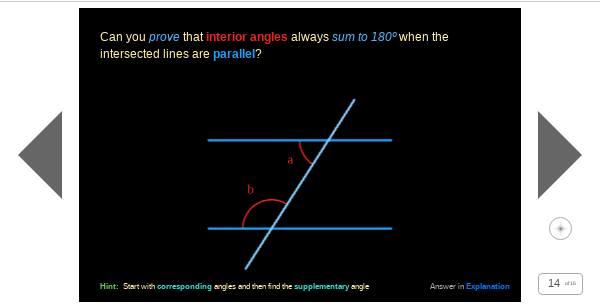 Can you prove that interior angles always sum to 180º when the
intersected lines are parallel?
a
b
Hint: Start with corresponding angles and then find the supplementary angle
Answer in Explanation
14 of 16